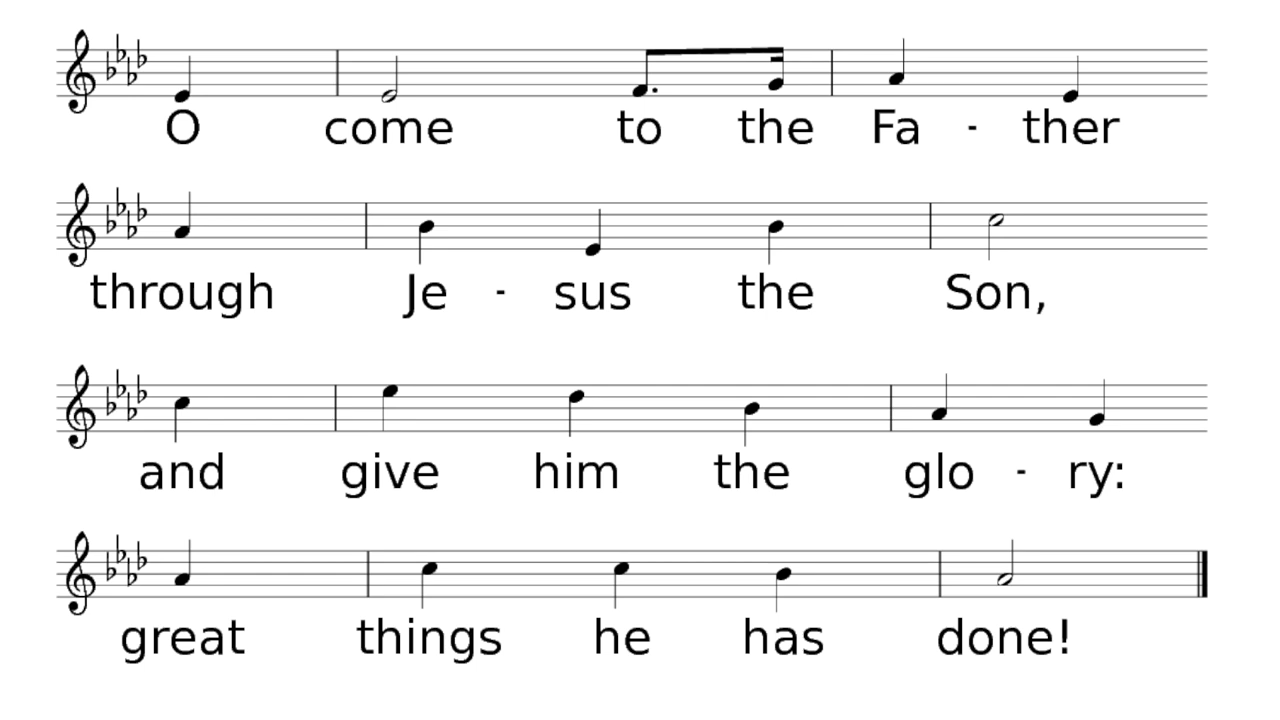 O come to the Fa - ther
through Je - sus the Son,
and give him the glo - ry:
great things he has done!